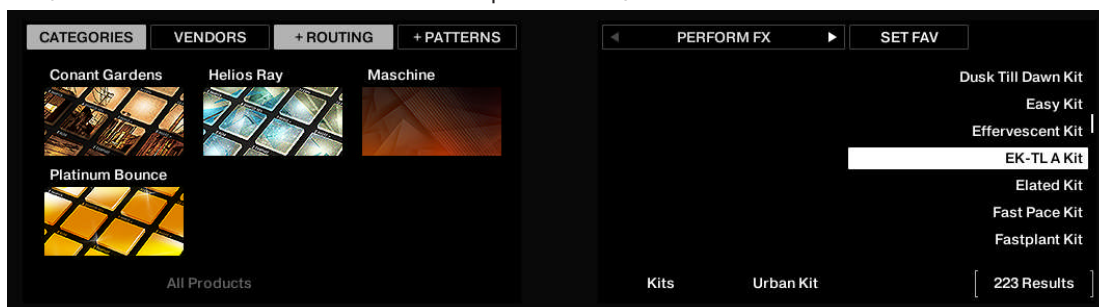 CATEGORIES VENDORS + ROUTING + PATTERNS
Conant Gardens Helios Ray Maschine
Platinum Bounce
All Products
PERFORM FX SET FAV
Dusk Till Dawn Kit
Easy Kit
Effervescent Kit
EK-TL A Kit
Elated Kit
Fast Pace Kit
Fastplant Kit
Kits Urban Kit 223 Results